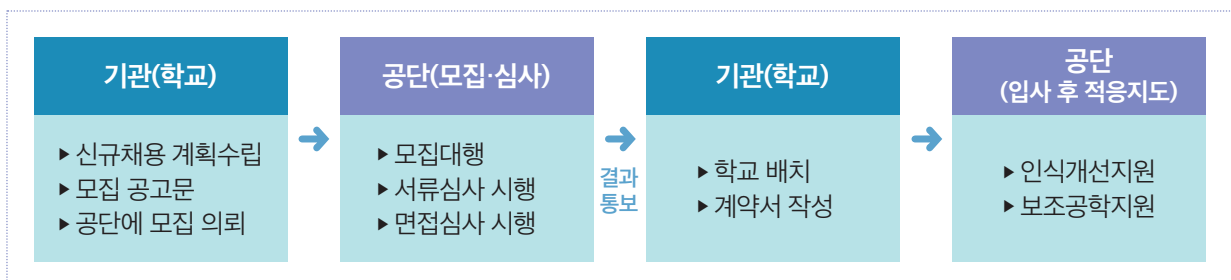 기관(학교)
▸ 신규채용 계획수립
▸ 모집 공고문
▸ 공단에 모집 의뢰
공단(모집·심사)
▸ 모집대행
▸ 서류심사 시행
▸ 면접심사 시행
결과
통보
기관(학교)
▸ 학교 배치
▸ 계약서 작성
공단
(입사 후 적응지도)
▸ 인식개선지원
▸ 보조공학지원